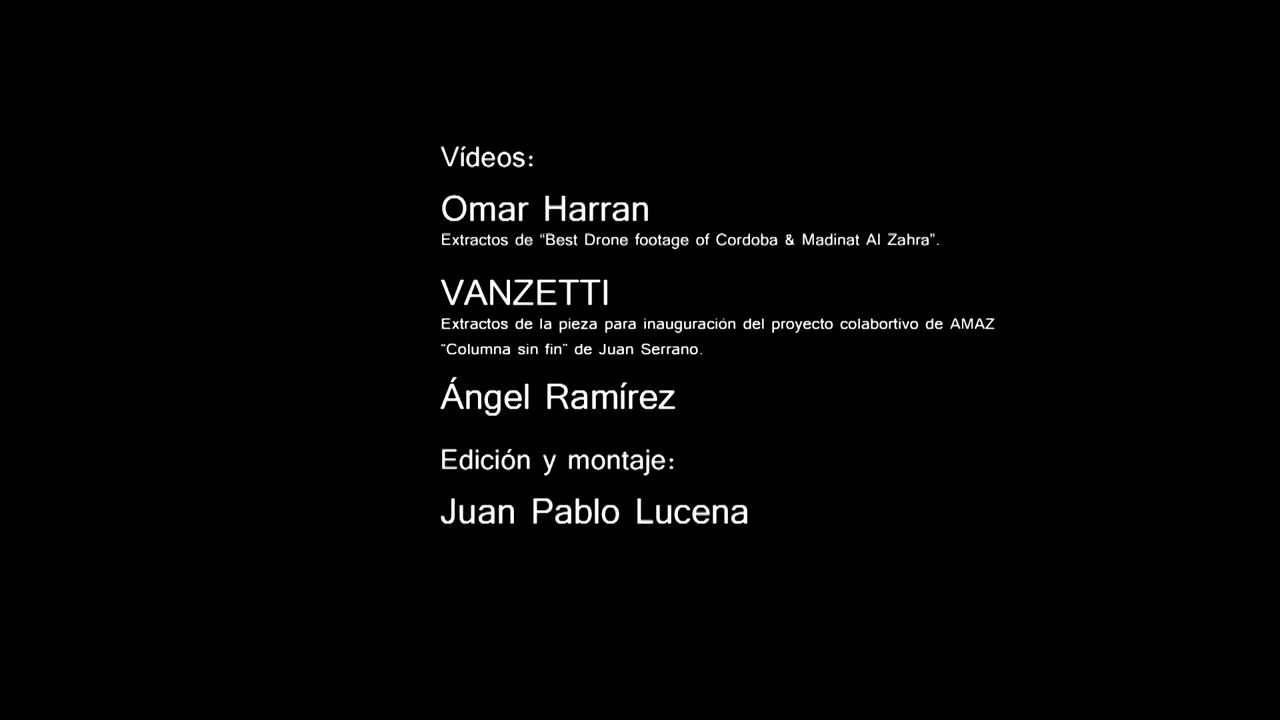 Vídeos:
Omar Harran
Extractos de “Best Drone footage of Cordoba & Madinat Al Zahra”.
VANZETTI
Extractos de la pieza para inauguración del proyecto colabortivo de AMAZ
“Columna sin fin” de Juan Serrano.
Ángel Ramírez
Edición y montaje:
Juan Pablo Lucena